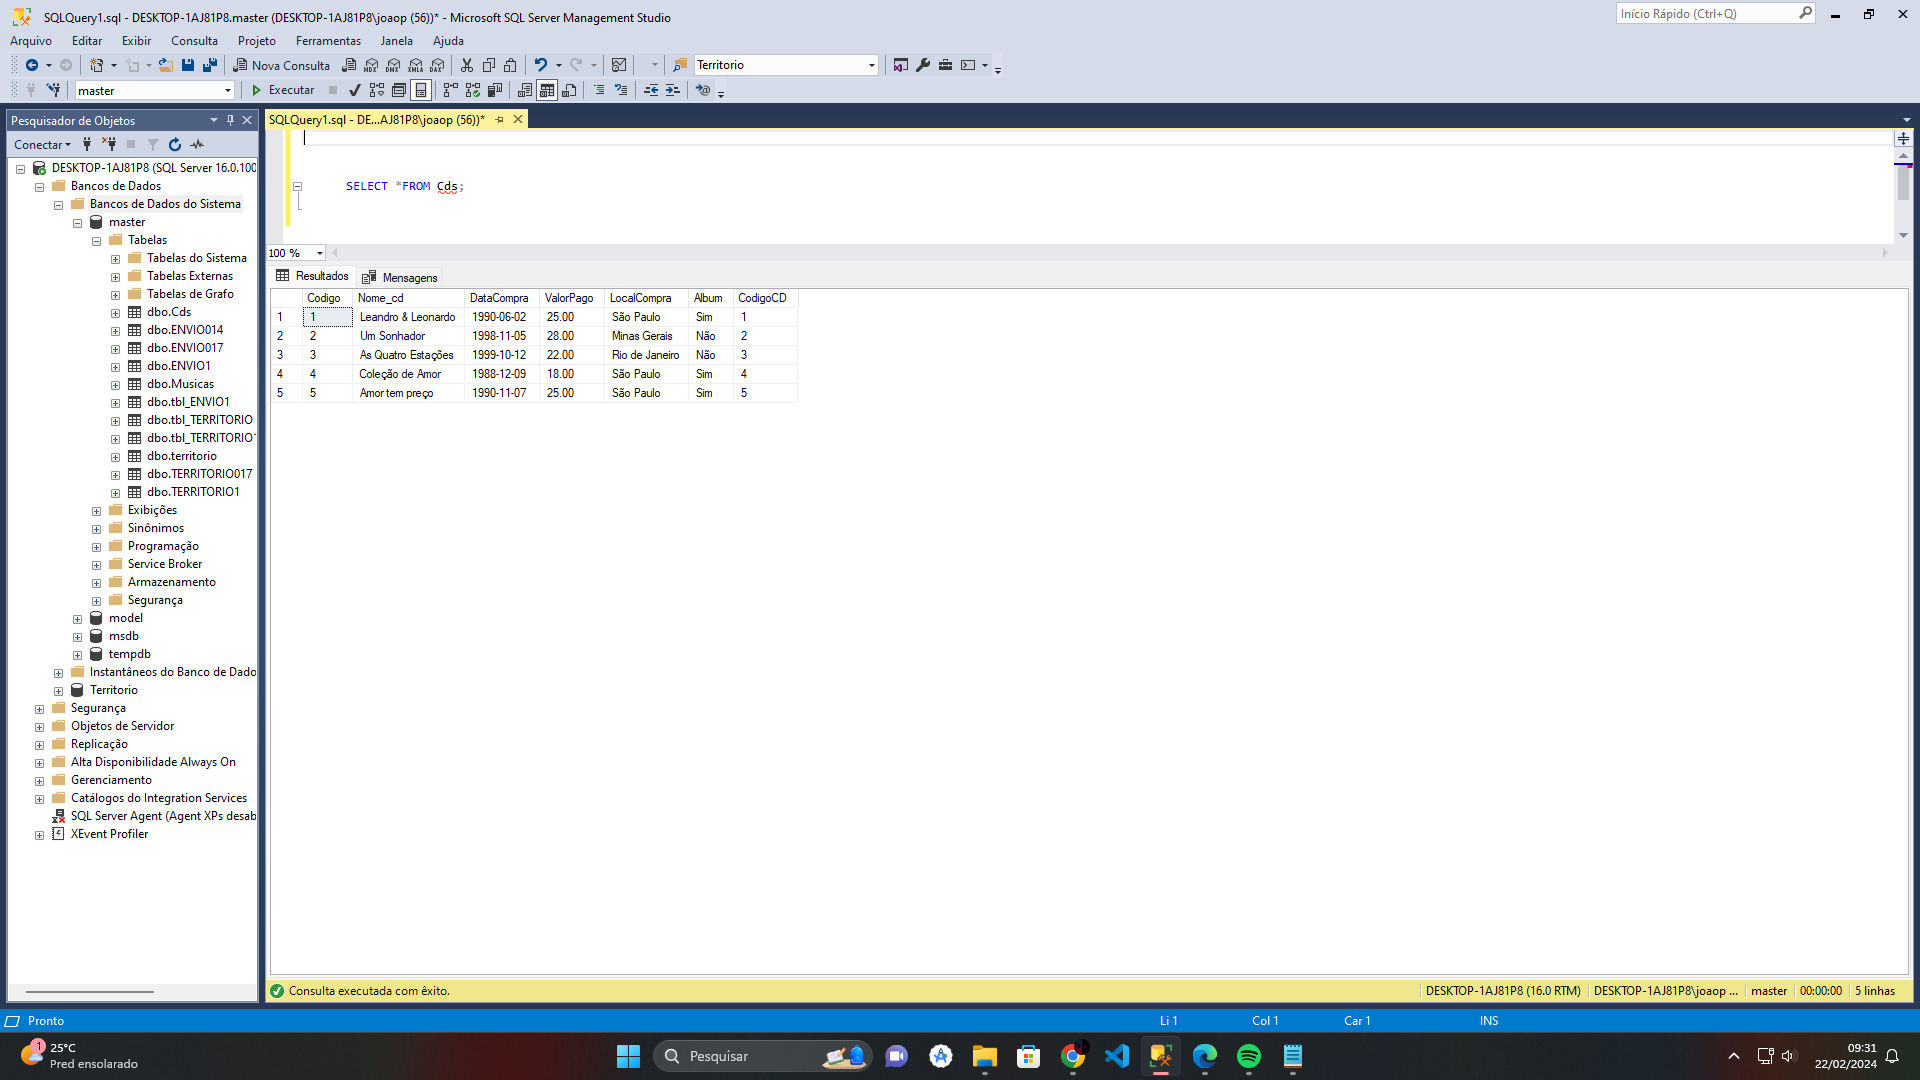 SQLQuery1.sql - DESKTOP-1AJ81P8.master (DESKTOP-1AJ81P8\joaop (56))* - Microsoft SQL Server Management Studio
Início Rápido (Ctrl+Q)
Arquivo Editar Exibir Consulta Projeto Ferramentas Janela Ajuda
Nova Consulta MDX DMX XMLA DAX Territorio
master Executar
Pesquisador de Objetos
Conectar
DESKTOP-1AJ81P8 (SQL Server 16.0.100
Bancos de Dados
Bancos de Dados do Sistema
master
Tabelas
Tabelas do Sistema
Tabelas Externas
Tabelas de Grafo
dbo.Cds
dbo.ENVIO014
dbo.ENVIO017
dbo.ENVIO1
dbo.Musicas
dbo.tbl_ENVIO1
dbo.tbl_TERRITORIO
dbo.tbl_TERRITORIO
dbo.territorio
dbo.TERRITORIO017
dbo.TERRITORIO1
Exibições
Sinônimos
Programação
Service Broker
Armazenamento
Segurança
model
msdb
tempdb
Instantâneos do Banco de Dado
Territorio
Segurança
Objetos de Servidor
Replicação
Alta Disponibilidade Always On
Gerenciamento
Catálogos do Integration Services
SQL Server Agent (Agent XPs desab
XEvent Profiler
SQLQuery1.sql - DE...AJ81P8\joaop (56))*
SELECT *FROM Cds;
100 %
Resultados Mensagens
Codigo Nome_cd DataCompra ValorPago LocalCompra Album CodigoCD
1 1 Leandro & Leonardo 1990-06-02 25.00 São Paulo Sim 1
2 2 Um Sonhador 1998-11-05 28.00 Minas Gerais Não 2
3 3 As Quatro Estações 1999-10-12 22.00 Rio de Janeiro Não 3
4 4 Coleção de Amor 1988-12-09 18.00 São Paulo Sim 4
5 5 Amor tem preço 1990-11-07 25.00 São Paulo Sim 5
Consulta executada com êxito. DESKTOP-1AJ81P8 (16.0 RTM) DESKTOP-1AJ81P8\joaop ... master 00:00:00 5 linhas
Pronto Li 1 Col 1 Car 1 INS
1
25°C
Pred ensolarado
Pesquisar
09:31
22/02/2024